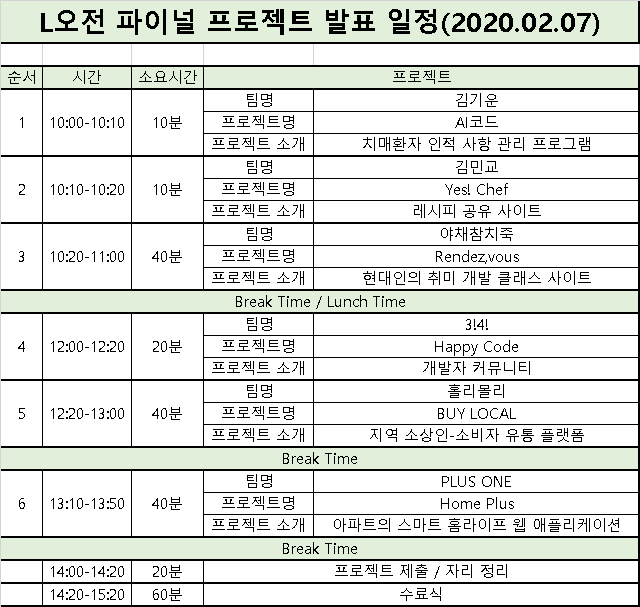 L오전 파이널 프로젝트 발표 일정(2020.02.07)
순서 시간 소요시간 프로젝트
1 10:00-10:10 10분 팀명 김기운
프로젝트명 AI코드
프로젝트 소개 치매환자 인적 사항 관리 프로그램
2 10:10-10:20 10분 팀명 김민교
프로젝트명 Yes! Chef
프로젝트 소개 레시피 공유 사이트
3 10:20-11:00 40분 팀명 야채참치죽
프로젝트명 Rendez,vous
프로젝트 소개 현대인의 취미 개발 클래스 사이트
Break Time / Lunch Time
4 12:00-12:20 20분 팀명 3!4!
프로젝트명 Happy Code
프로젝트 소개 개발자 커뮤니티
5 12:20-13:00 40분 팀명 홀리몰리
프로젝트명 BUY LOCAL
프로젝트 소개 지역 소상인-소비자 유통 플랫폼
Break Time
6 13:10-13:50 40분 팀명 PLUS ONE
프로젝트명 Home Plus
프로젝트 소개 아파트의 스마트 홈라이프 웹 애플리케이션
Break Time
14:00-14:20 20분 프로젝트 제출 / 자리 정리
14:20-15:20 60분 수료식